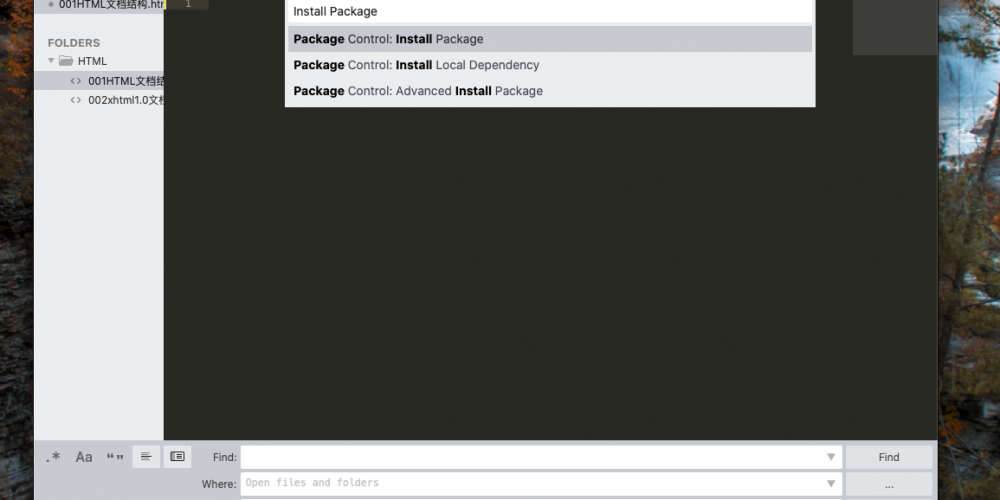 001HTML文档结构.htm
1
Install Package
Package Control: Install Package
Package Control: Install Local Dependency
Package Control: Advanced Install Package
FOLDERS
HTML
<> 001HTML文档结
<> 002xhtml1.0文档
.* Aa “” Find: Find
Where: Open files and folders ...